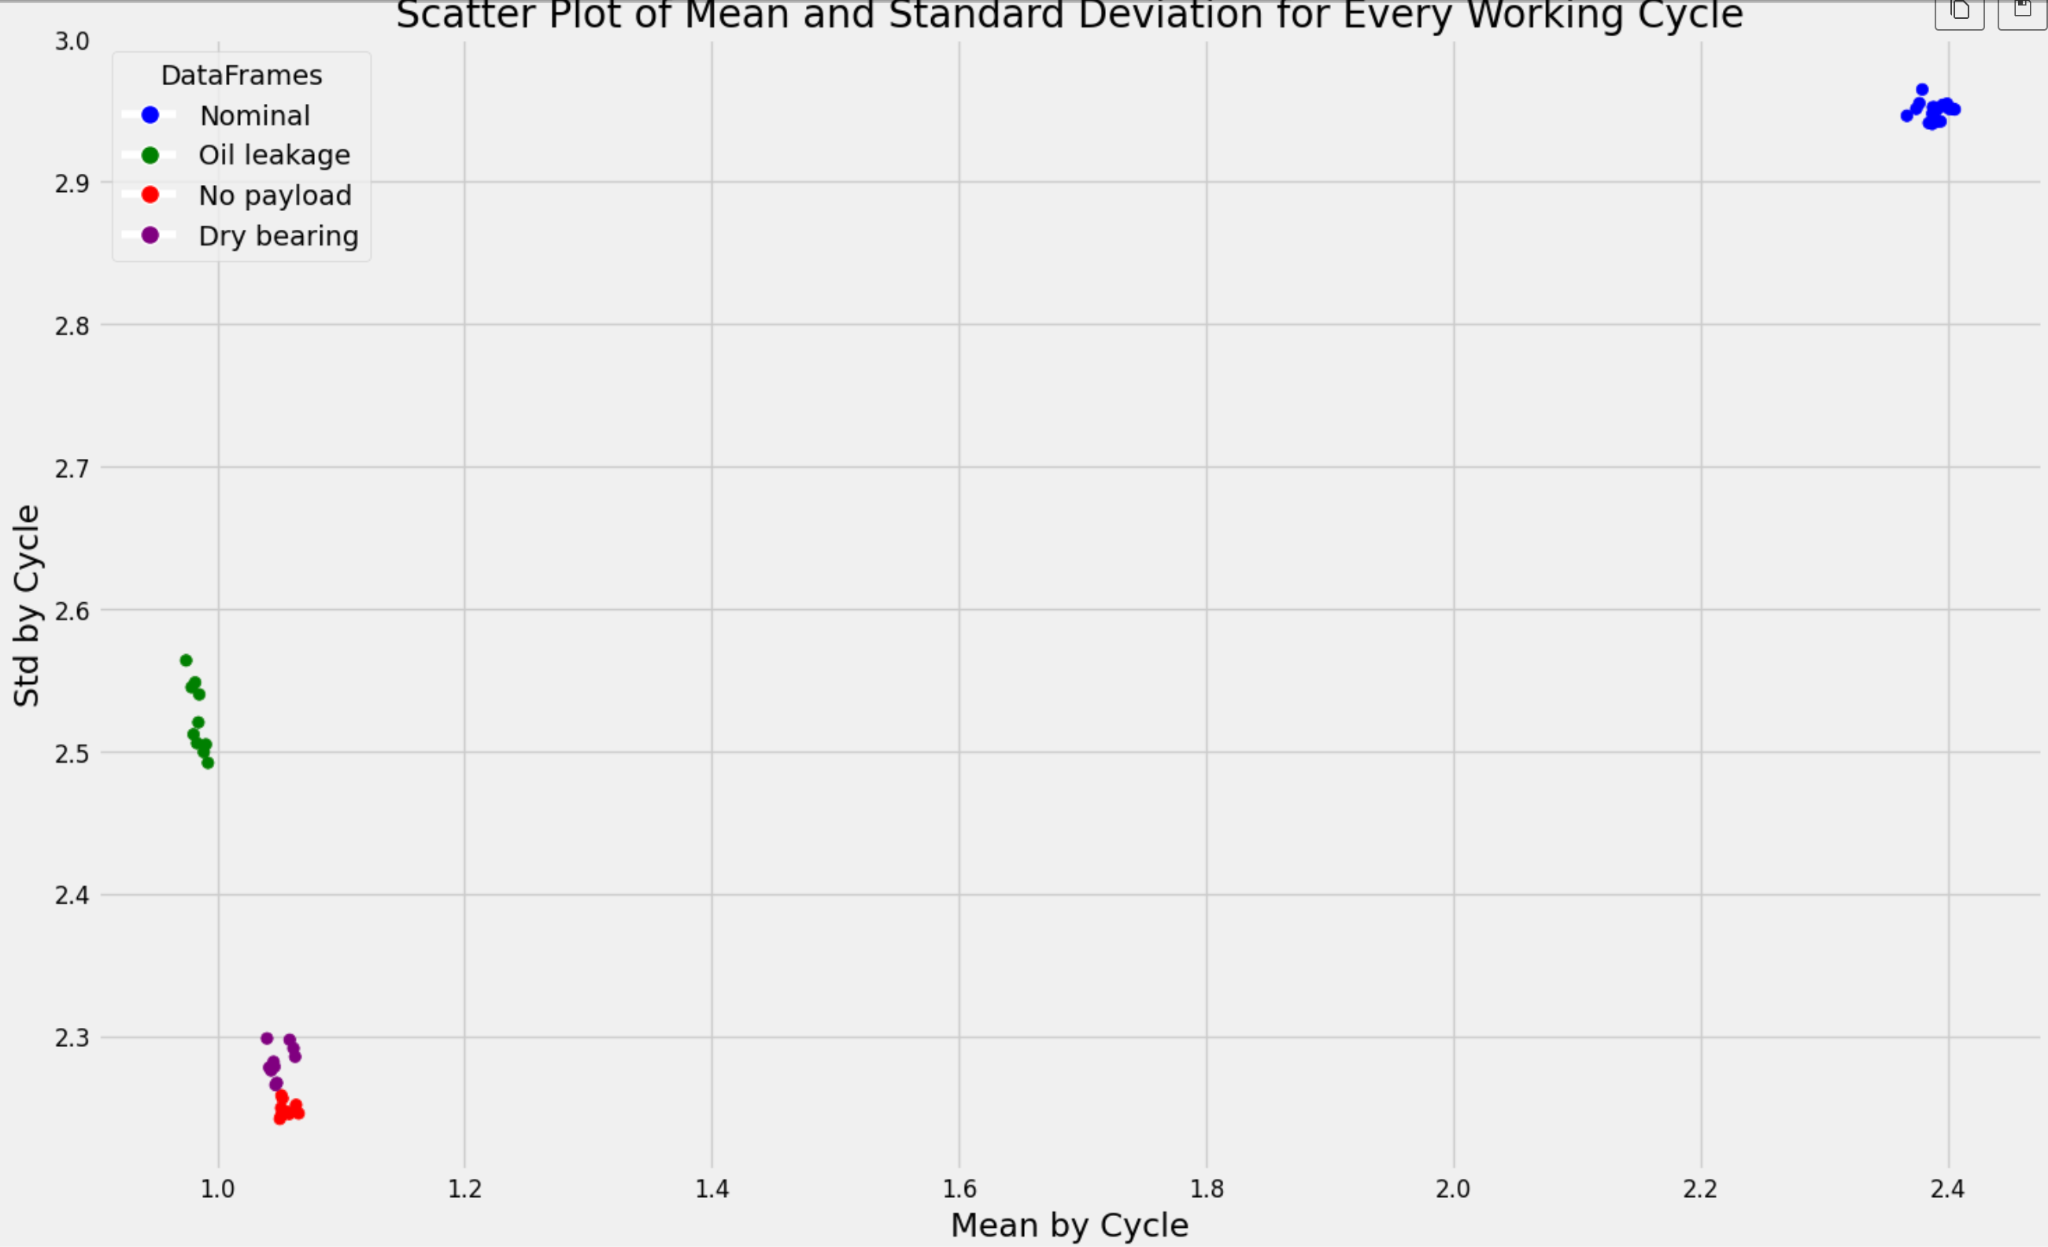 Scatter Plot of Mean and Standard Deviation for Every Working Cycle
DataFrames
Nominal
Oil leakage
No payload
Dry bearing
Std by Cycle
3.0
2.9
2.8
2.7
2.6
2.5
2.4
2.3
1.0 1.2 1.4 1.6 1.8 2.0 2.2 2.4
Mean by Cycle